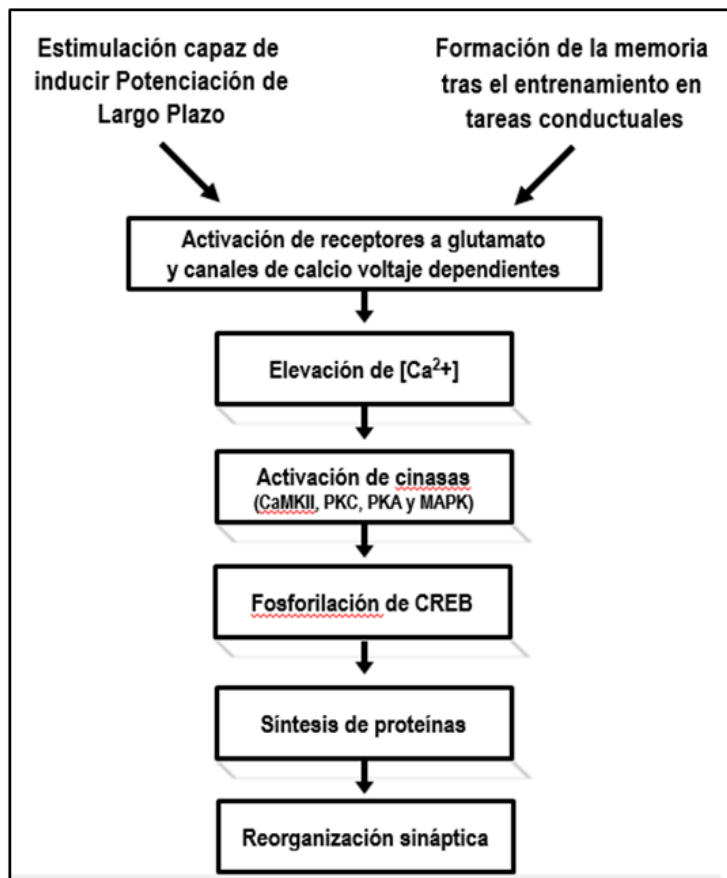 Estimulación capaz de
inducir Potenciación de
Largo Plazo
Formación de la memoria
tras el entrenamiento en
tareas conductuales
Activación de receptores a glutamato
y canales de calcio voltaje dependientes
Elevación de [Ca²+]
Activación de cinasas
(CaMKII, PKC, PKA y MAPK)
Fosforilación de CREB
Síntesis de proteínas
Reorganización sináptica